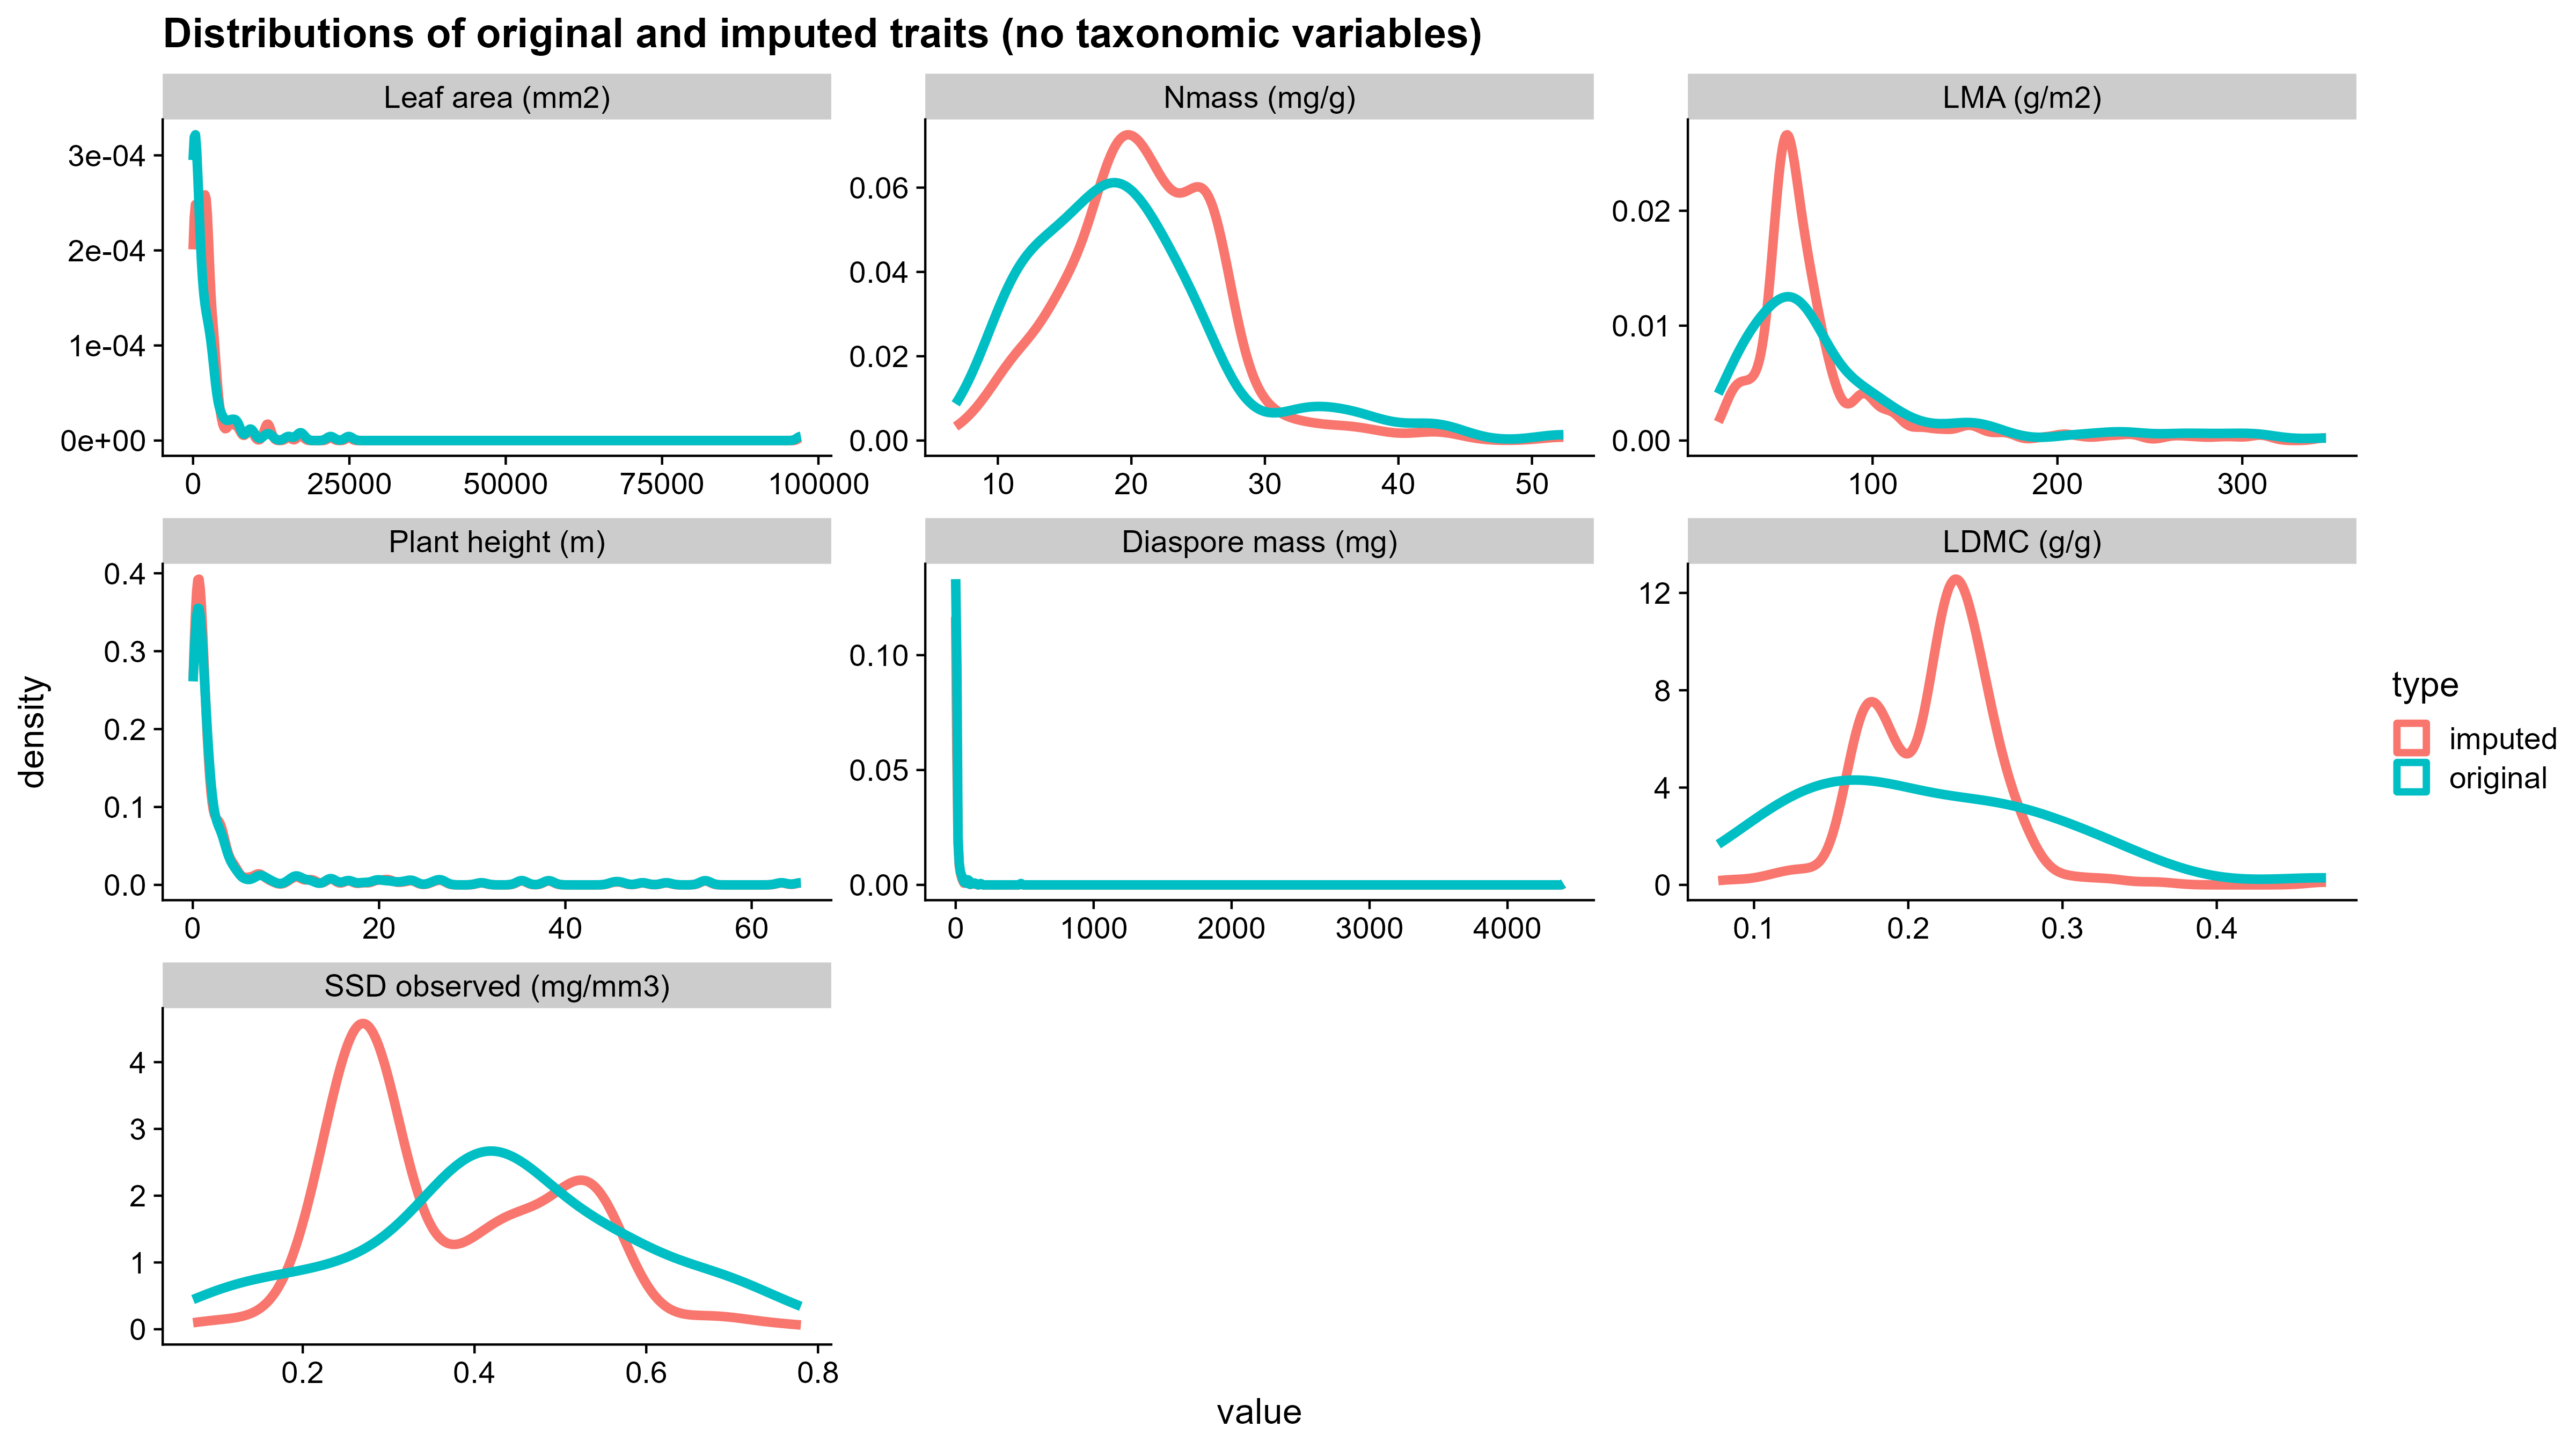 Distributions of original and imputed traits (no taxonomic variables)
Leaf area (mm2)
Nmass (mg/g)
LMA (g/m2)
3e-04
2e-04
1e-04
0e+00
0 25000 50000 75000 100000
0.06
0.04
0.02
0.00
10 20 30 40 50
0.02
0.01
0.00
100 200 300
Plant height (m)
Diaspore mass (mg)
LDMC (g/g)
0.4
0.3
0.2
0.1
0.0
0 20 40 60
0.10
0.05
0.00
0 1000 2000 3000 4000
12
8
4
0
0.1 0.2 0.3 0.4
SSD observed (mg/mm3)
4
3
2
1
0
0.2 0.4 0.6 0.8
density
value
type
imputed
original